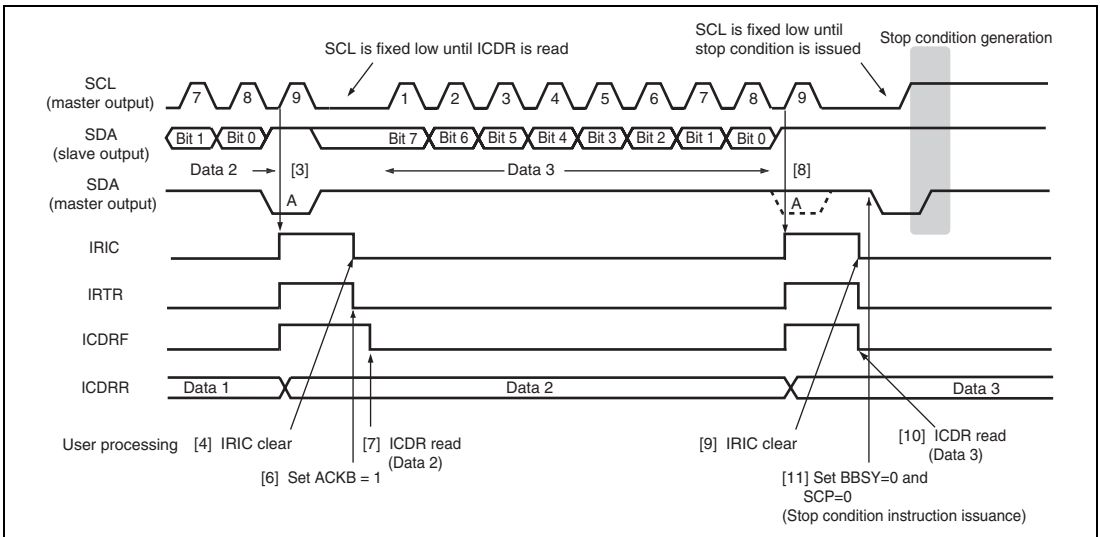 SCL is fixed low until ICDR is read
SCL is fixed low until
stop condition is issued
Stop condition generation
SCL
(master output)
7 8 9 1 2 3 4 5 6 7 8 9
SDA
(slave output)
Bit 1 Bit 0 Bit 7 Bit 6 Bit 5 Bit 4 Bit 3 Bit 2 Bit 1 Bit 0
Data 2 [3] Data 3 [8]
SDA
(master output)
A A
IRIC
IRTR
ICDRF
ICDRR
Data 1 Data 2 Data 3
User processing
[4] IRIC clear
[7] ICDR read
(Data 2)
[6] Set ACKB = 1
[9] IRIC clear
[10] ICDR read
(Data 3)
[11] Set BBSY=0 and
SCP=0
(Stop condition instruction issuance)